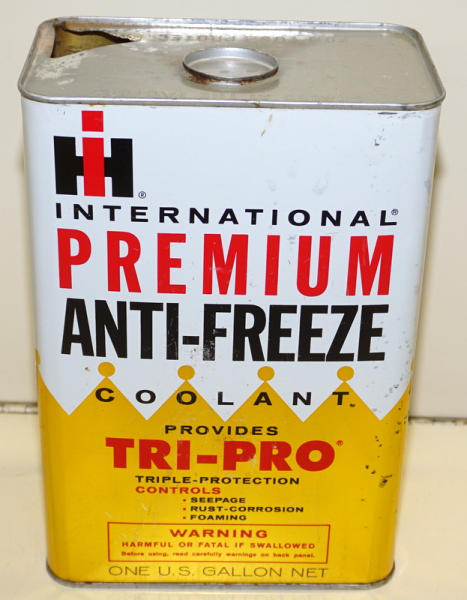 IH®
INTERNATIONAL®
PREMIUM
ANTI-FREEZE
COOLANT
PROVIDES
TRI-PRO®
TRIPLE-PROTECTION
CONTROLS
• SEEPAGE
• RUST-CORROSION
• FOAMING
WARNING
HARMFUL OR FATAL IF SWALLOWED
Before using, read carefully warnings on back panel.
ONE U.S. GALLON NET